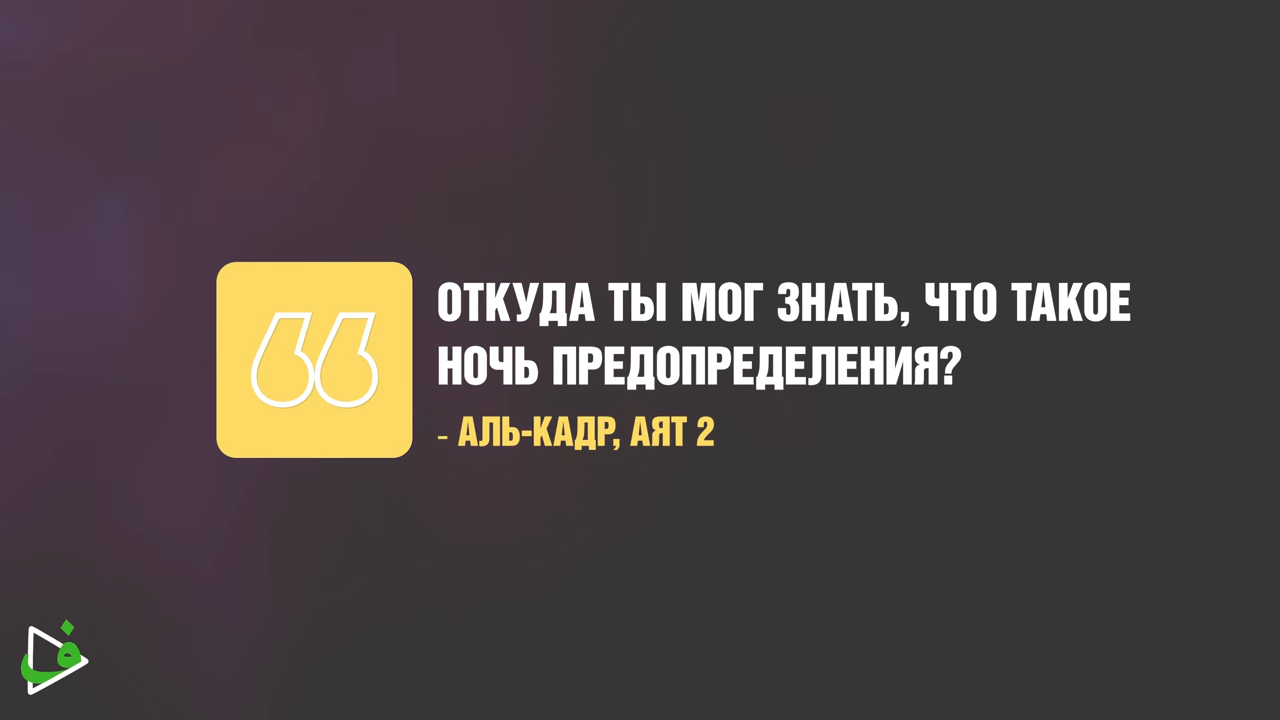 ОТКУДА ТЫ МОГ ЗНАТЬ, ЧТО ТАКОЕ
НОЧЬ ПРЕДОПРЕДЕЛЕНИЯ?
- АЛЬ-КАДР, АЯТ 2
ف